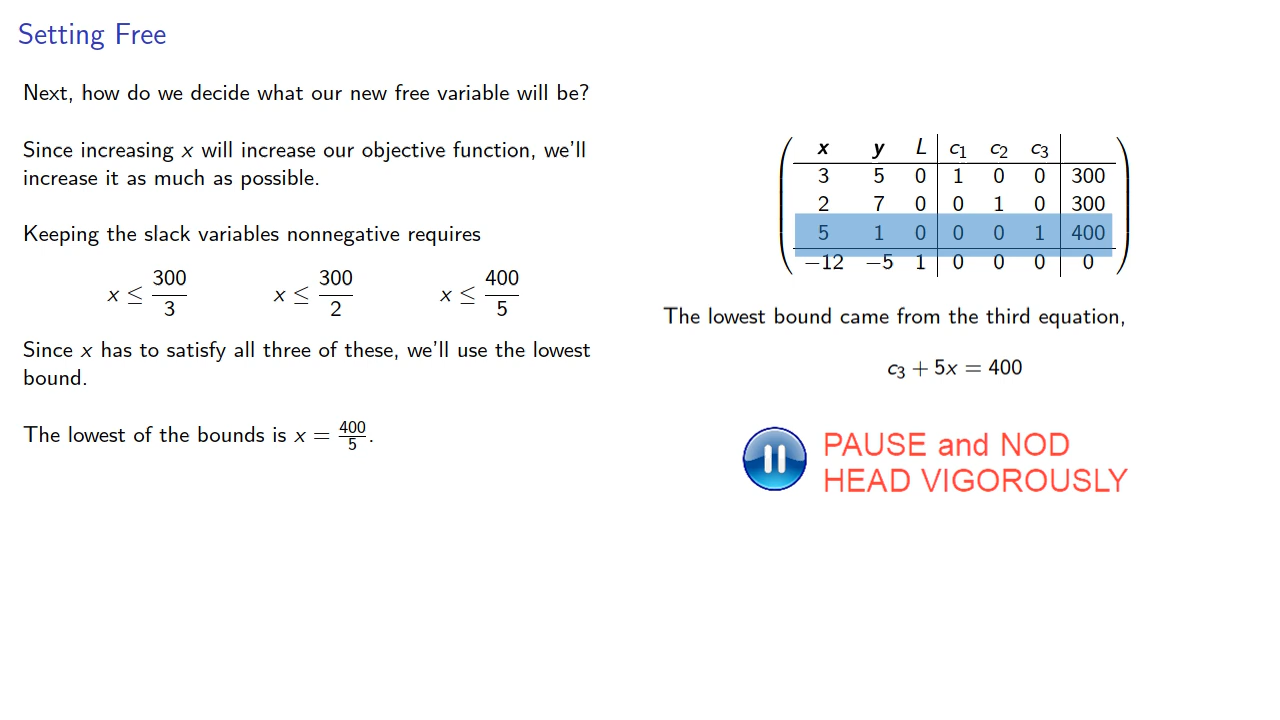 Setting Free
Next, how do we decide what our new free variable will be?
Since increasing x will increase our objective function, we'll
increase it as much as possible.
Keeping the slack variables nonnegative requires
x ≤ 300/3    x ≤ 300/2    x ≤ 400/5
Since x has to satisfy all three of these, we'll use the lowest
bound.
The lowest of the bounds is x = 400/5.
x y L c₁ c₂ c₃
3 5 0 1 0 0 300
2 7 0 0 1 0 300
5 1 0 0 0 1 400
−12 −5 1 0 0 0 0
The lowest bound came from the third equation,
c₃ + 5x = 400
PAUSE and NOD
HEAD VIGOROUSLY